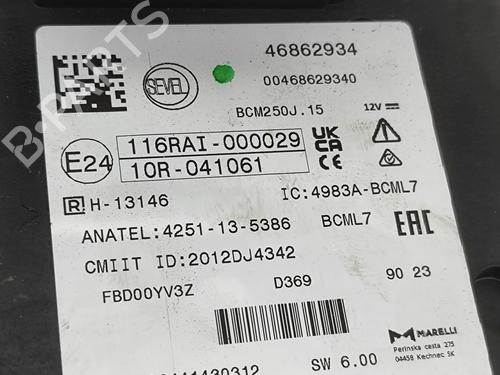 46862934
SEVEL
00468629340
BCM250J.15
12V
E24
116RAI-000029
10R-041061
UK CA
CE
R H-13146
IC:4983A-BCML7
ANATEL:4251-13-5386
BCML7
EAC
CMIIT ID:2012DJ4342
FBD00YV3Z
D369
90 23
MARELLI
Perinska cesta 275
04458 Kechnec SK
SW 6.00
B-PARTS